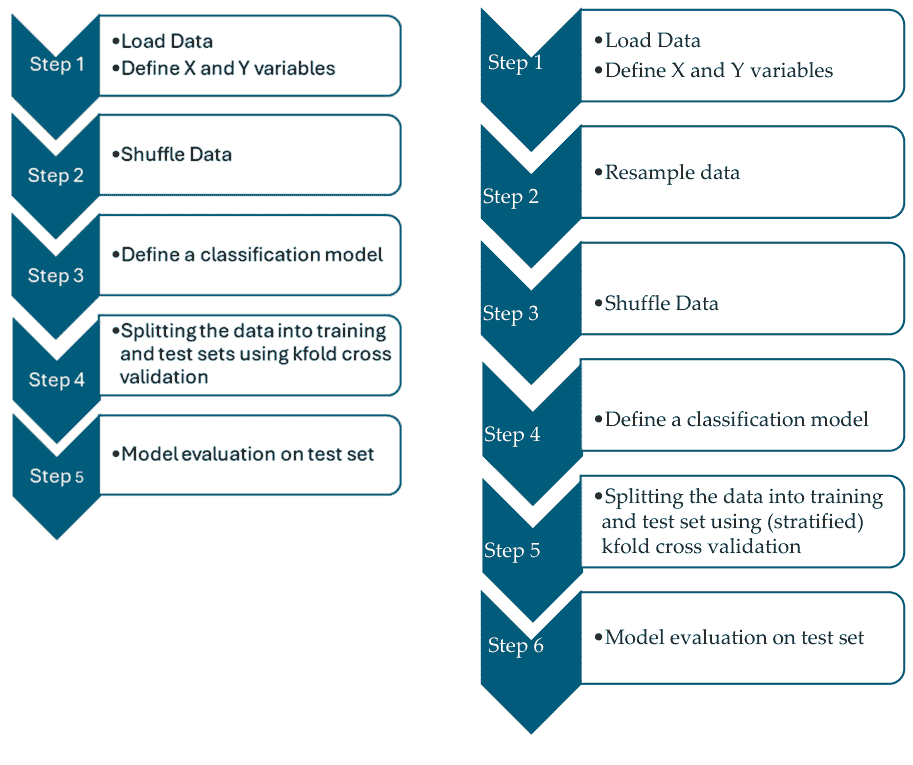 Step 1
•Load Data
•Define X and Y variables
Step 2
•Shuffle Data
Step 3
•Define a classification model
Step 4
•Splitting the data into training
and test sets using kfold cross
validation
Step 5
•Model evaluation on test set
Step 1
•Load Data
•Define X and Y variables
Step 2
•Resample data
Step 3
•Shuffle Data
Step 4
•Define a classification model
Step 5
•Splitting the data into training
and test set using (stratified)
kfold cross validation
Step 6
•Model evaluation on test set